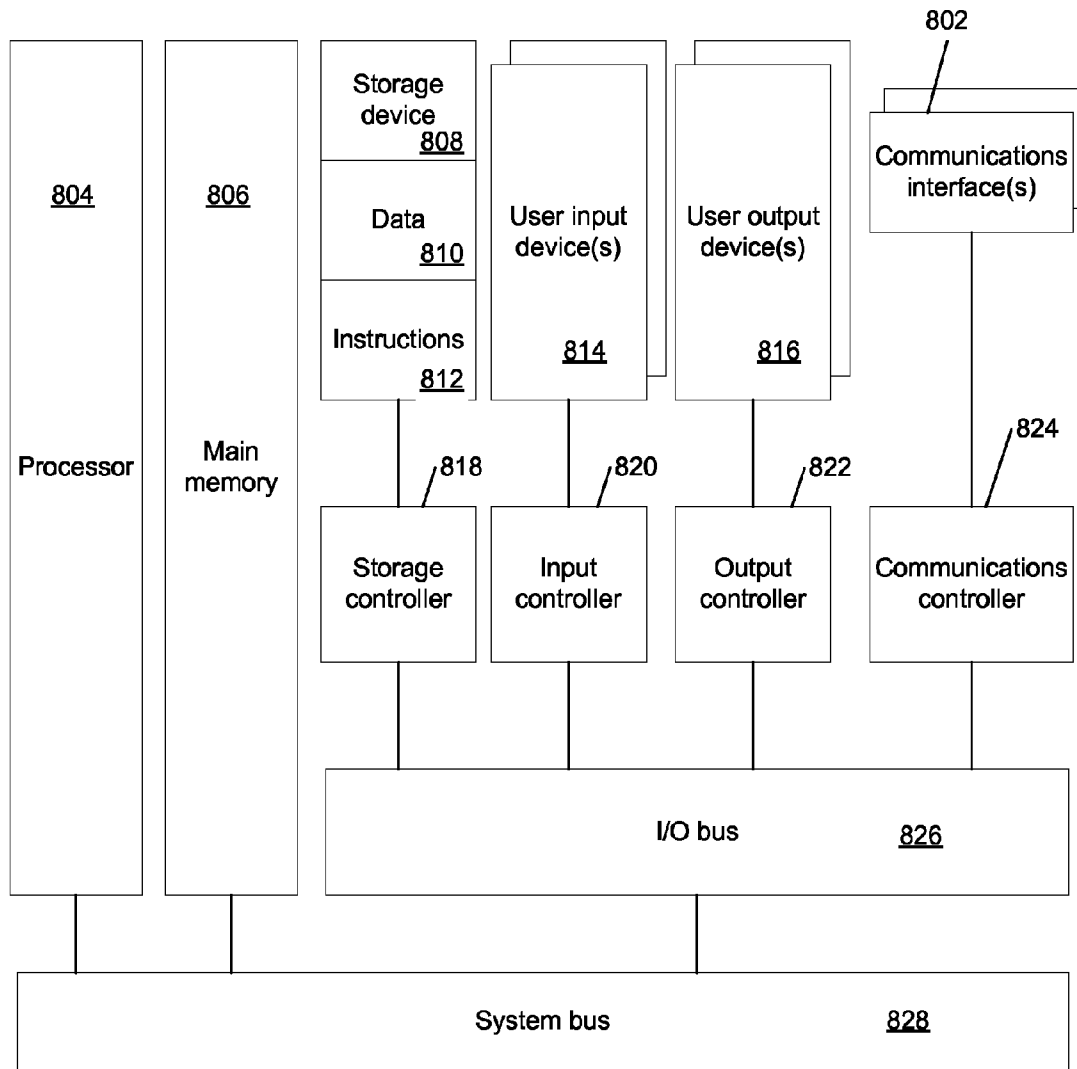 802
Storage
device
808
Communications
interface(s)
804
806
Data
810
User input
device(s)
User output
device(s)
Instructions
812
814
816
Processor
Main
memory
818
820
822
824
Storage
controller
Input
controller
Output
controller
Communications
controller
I/O bus
826
System bus
828